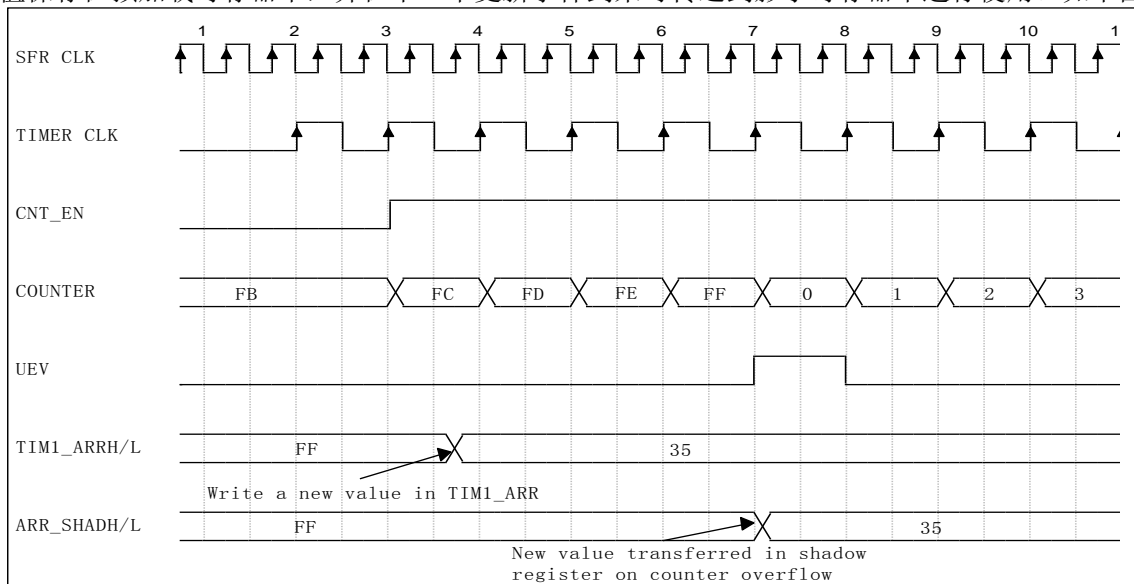 1 2 3 4 5 6 7 8 9 10 1
SFR CLK
TIMER CLK
CNT_EN
COUNTER FB FC FD FE FF 0 1 2 3
UEV
TIM1_ARRH/L FF 35
Write a new value in TIM1_ARR
ARR_SHADH/L FF 35
New value transferred in shadow
register on counter overflow